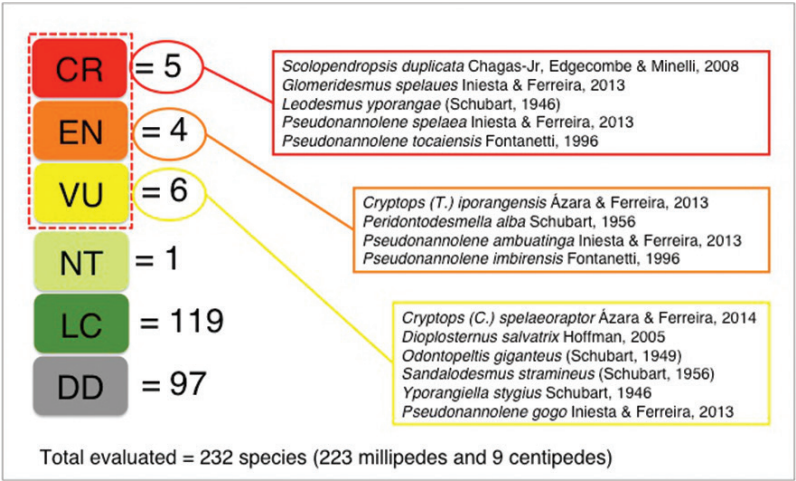 CR = 5
Scolopendropsis duplicata Chagas-Jr, Edgecombe & Minelli, 2008
Glomeridesmus spelaues Iniesta & Ferreira, 2013
Leodesmus yporangae (Schubart, 1946)
Pseudonannolene spelaea Iniesta & Ferreira, 2013
Pseudonannolene tocaiensis Fontanetti, 1996
EN = 4
Cryptops (T.) iporangensis Ázara & Ferreira, 2013
Peridontodesmella alba Schubart, 1956
Pseudonannolene ambuatinga Iniesta & Ferreira, 2013
Pseudonannolene imbirensis Fontanetti, 1996
VU = 6
Cryptops (C.) spelaeoraptor Ázara & Ferreira, 2014
Dioplosternus salvatrix Hoffman, 2005
Odontopeltis giganteus (Schubart, 1949)
Sandalodesmus stramineus (Schubart, 1956)
Yporangiella stygius Schubart, 1946
Pseudonannolene gogo Iniesta & Ferreira, 2013
NT = 1
LC = 119
DD = 97
Total evaluated = 232 species (223 millipedes and 9 centipedes)